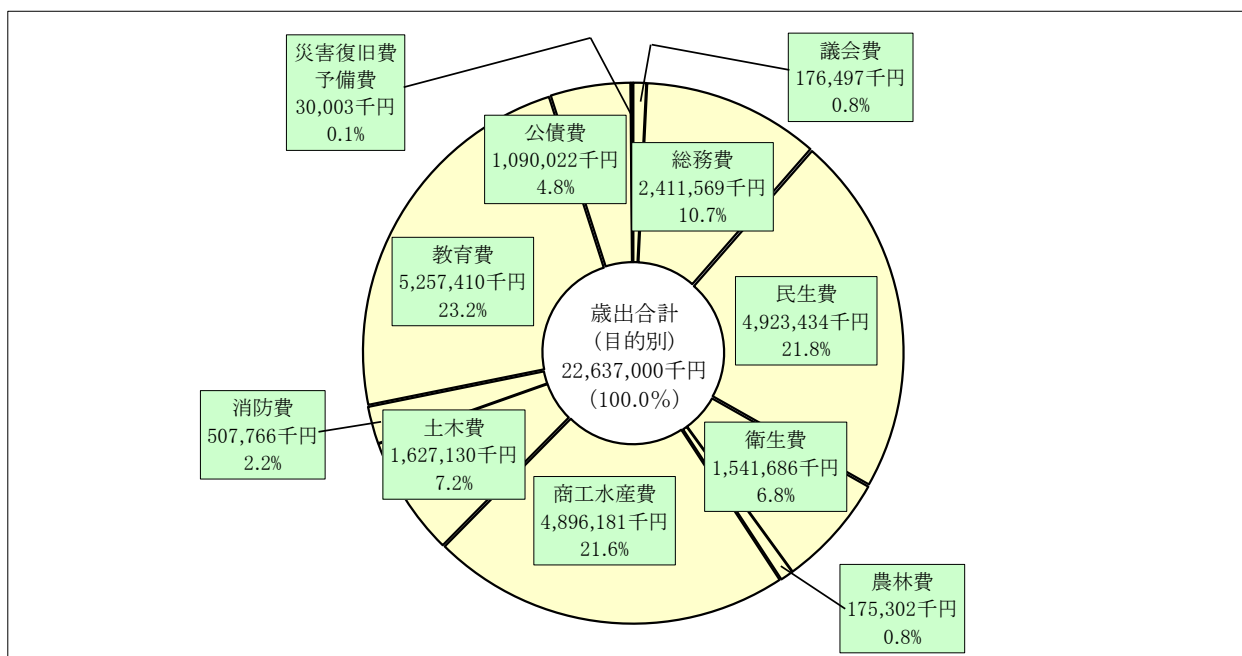 災害復旧費
予備費
30,003千円
0.1%
議会費
176,497千円
0.8%
公債費
1,090,022千円
4.8%
総務費
2,411,569千円
10.7%
教育費
5,257,410千円
23.2%
民生費
4,923,434千円
21.8%
歳出合計
(目的別)
22,637,000千円
(100.0%)
消防費
507,766千円
2.2%
土木費
1,627,130千円
7.2%
衛生費
1,541,686千円
6.8%
商工水産費
4,896,181千円
21.6%
農林費
175,302千円
0.8%